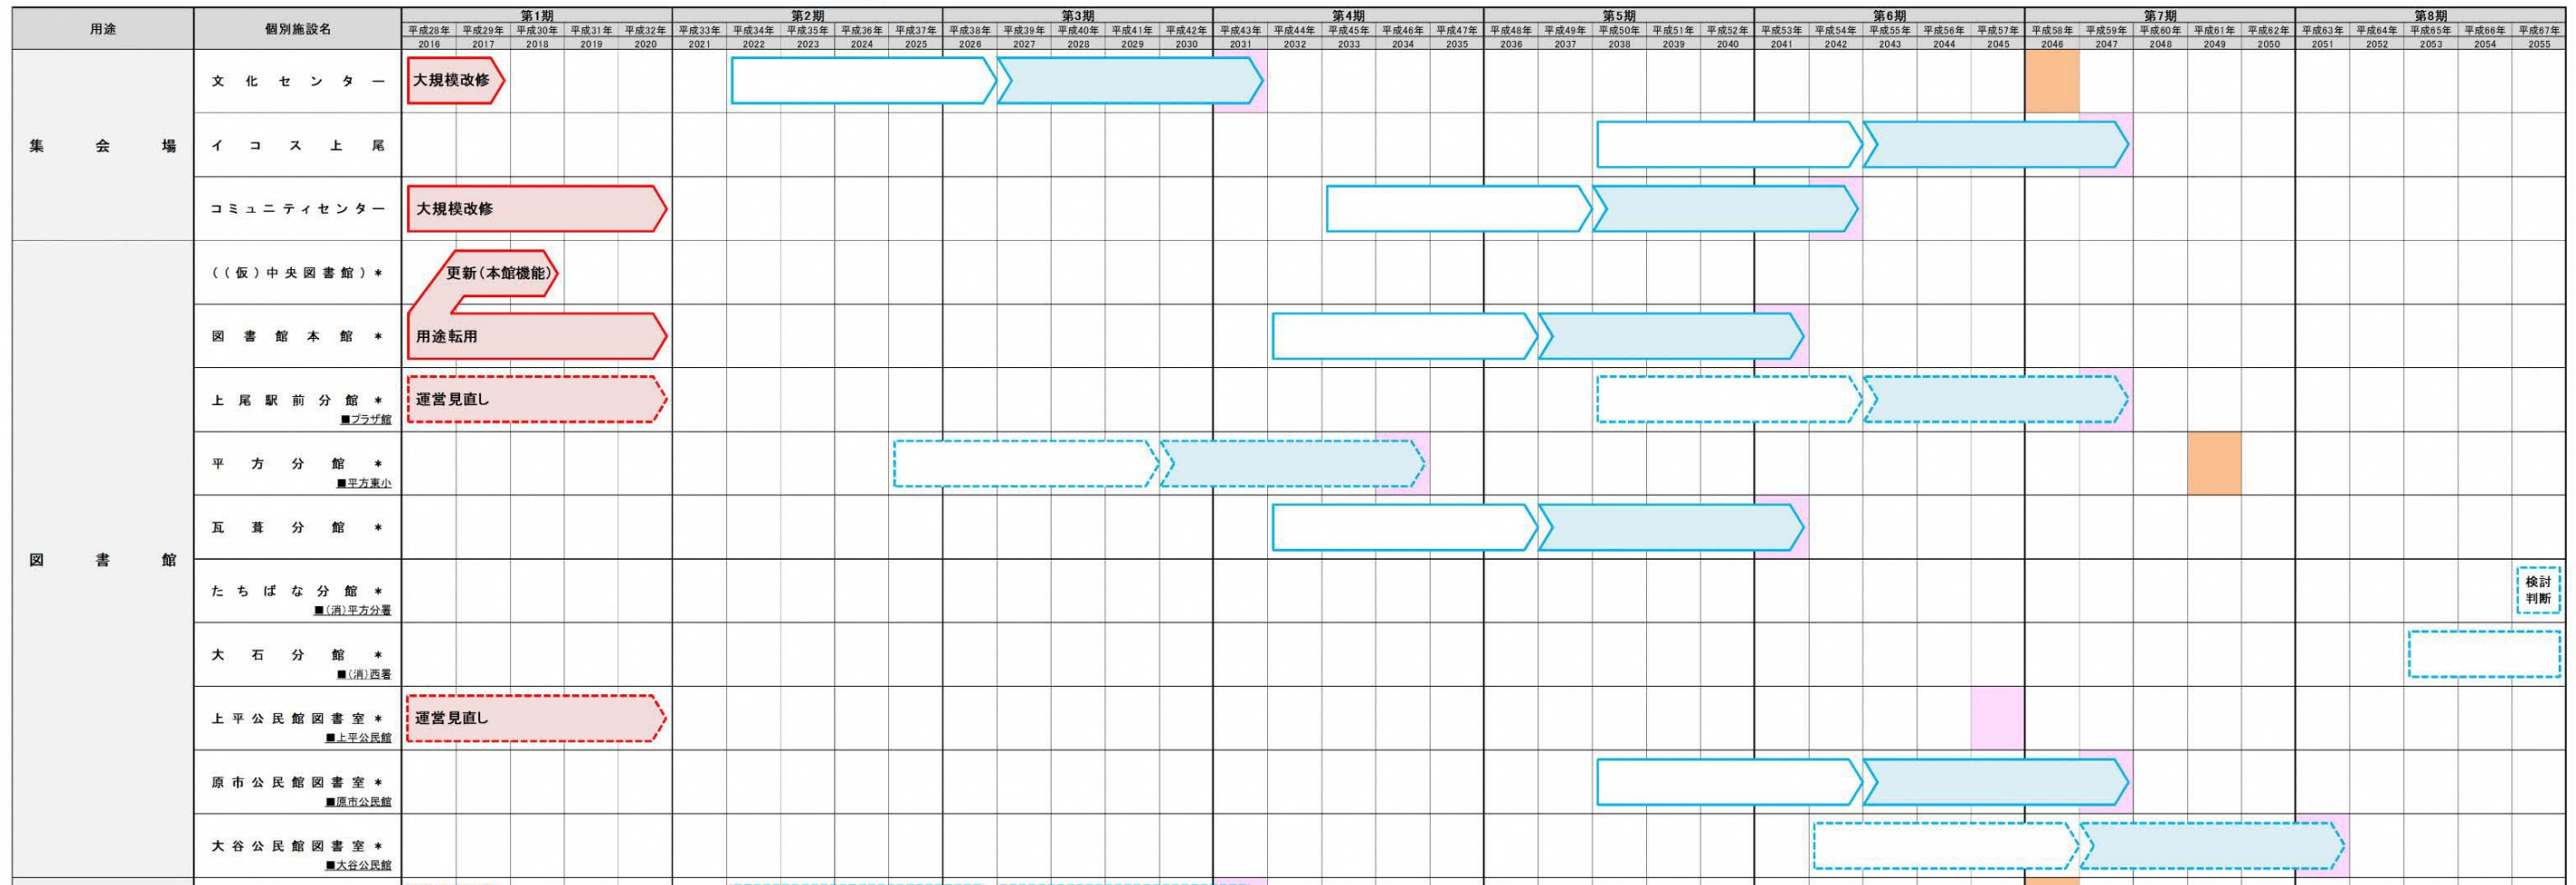 用途 個別施設名 第1期 第2期 第3期 第4期 第5期 第6期 第7期 第8期
平成28年 平成29年 平成30年 平成31年 平成32年 平成33年 平成34年 平成35年 平成36年 平成37年 平成38年 平成39年 平成40年 平成41年 平成42年 平成43年 平成44年 平成45年 平成46年 平成47年 平成48年 平成49年 平成50年 平成51年 平成52年 平成53年 平成54年 平成55年 平成56年 平成57年 平成58年 平成59年 平成60年 平成61年 平成62年 平成63年 平成64年 平成65年 平成66年 平成67年
2016 2017 2018 2019 2020 2021 2022 2023 2024 2025 2026 2027 2028 2029 2030 2031 2032 2033 2034 2035 2036 2037 2038 2039 2040 2041 2042 2043 2044 2045 2046 2047 2048 2049 2050 2051 2052 2053 2054 2055
集会場
文化センター 大規模改修
イコス上尾
コミュニティセンター 大規模改修
図書館
((仮)中央図書館)* 更新(本館機能)
図書館本館* 用途転用
上尾駅前分館* 運営見直し
■プラザ館
平方分館*
■平方東小
瓦葺分館*
たちばな分館* 検討
■(消)平方分署 判断
大石分館*
■(消)西署
上平公民館図書室* 運営見直し
■上平公民館
原市公民館図書室*
■原市公民館
大谷公民館図書室*
■大谷公民館